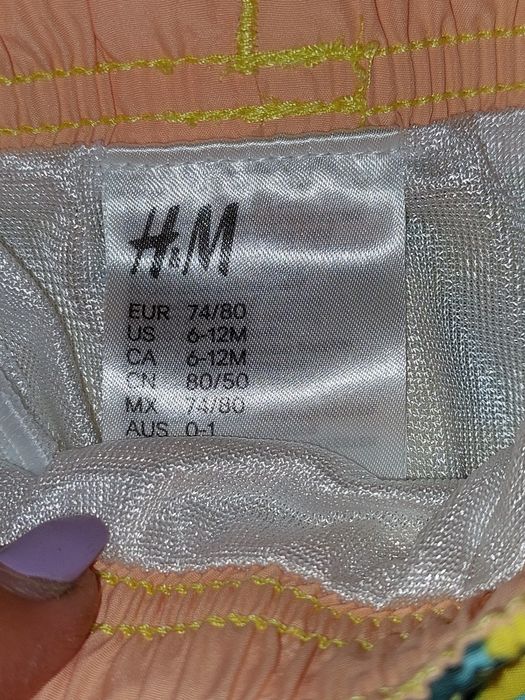 H&M
EUR 74/80
US 6-12M
CA 6-12M
CN 80/50
MX 74/80
AUS 0-1